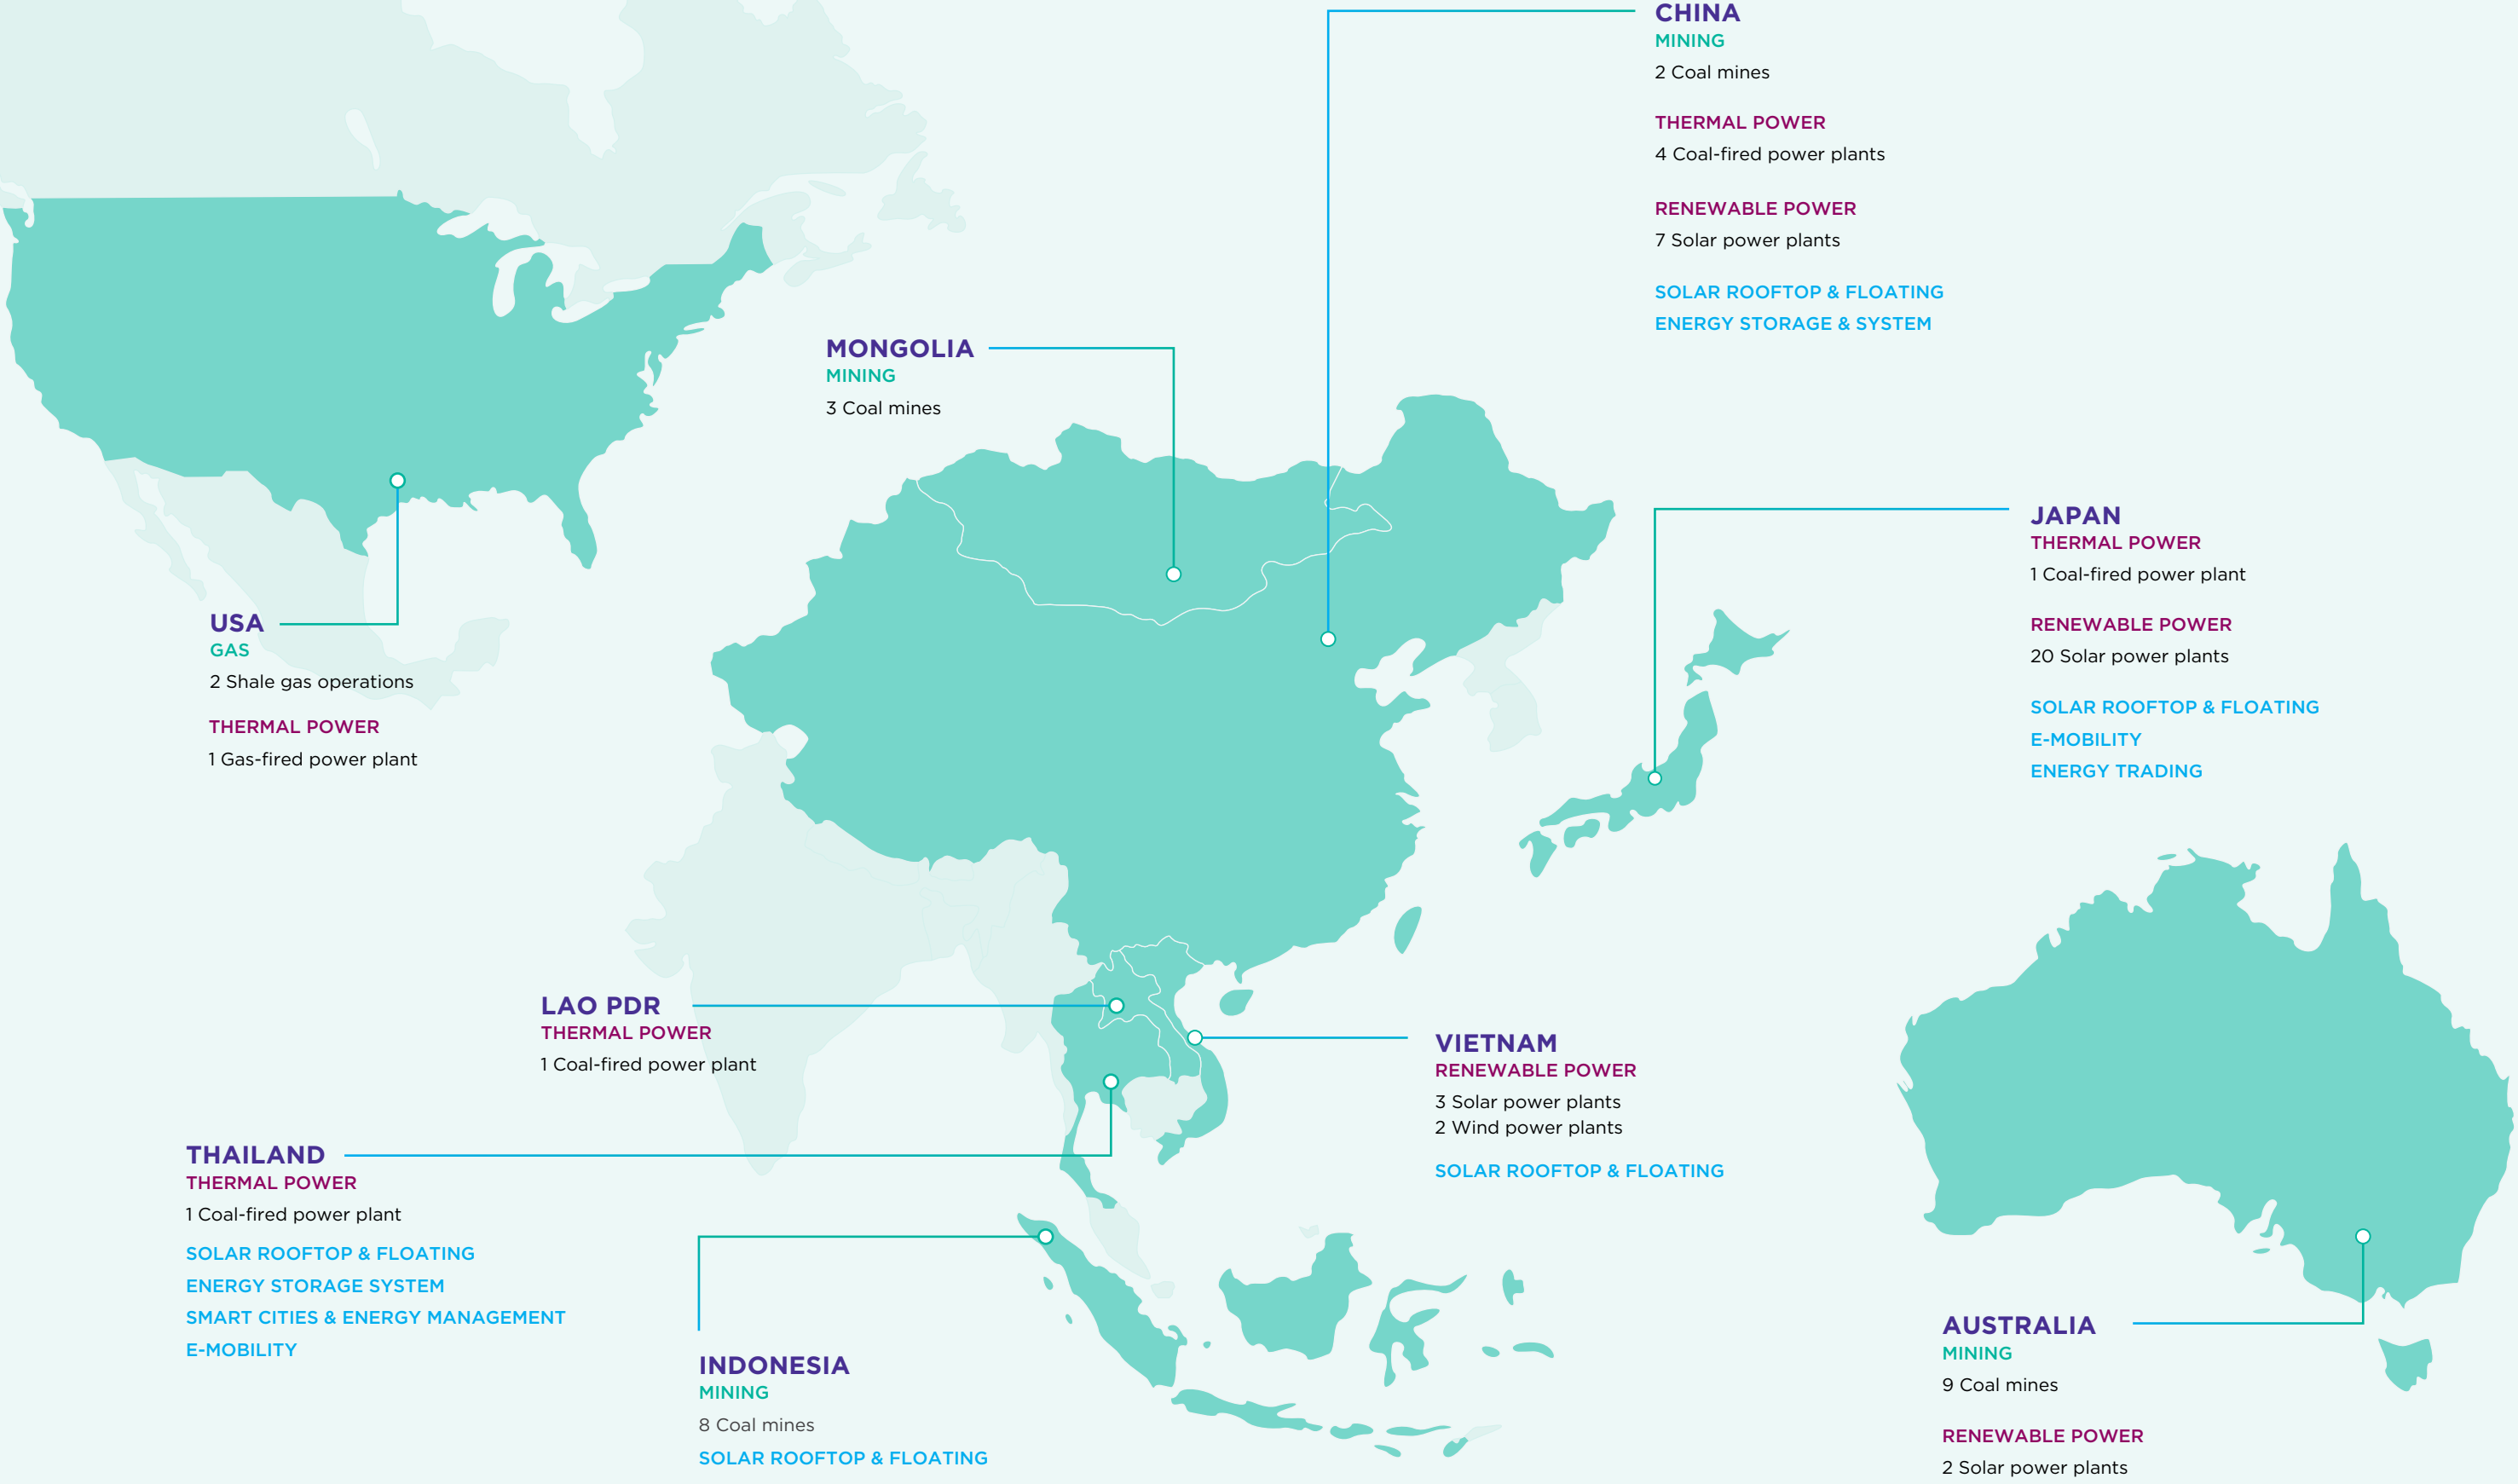 CHINA
MINING
2 Coal mines
THERMAL POWER
4 Coal-fired power plants
RENEWABLE POWER
7 Solar power plants
SOLAR ROOFTOP & FLOATING
ENERGY STORAGE & SYSTEM
MONGOLIA
MINING
3 Coal mines
JAPAN
THERMAL POWER
1 Coal-fired power plant
RENEWABLE POWER
20 Solar power plants
SOLAR ROOFTOP & FLOATING
E-MOBILITY
ENERGY TRADING
USA
GAS
2 Shale gas operations
THERMAL POWER
1 Gas-fired power plant
LAO PDR
THERMAL POWER
1 Coal-fired power plant
VIETNAM
RENEWABLE POWER
3 Solar power plants
2 Wind power plants
SOLAR ROOFTOP & FLOATING
THAILAND
THERMAL POWER
1 Coal-fired power plant
SOLAR ROOFTOP & FLOATING
ENERGY STORAGE SYSTEM
SMART CITIES & ENERGY MANAGEMENT
E-MOBILITY
INDONESIA
MINING
8 Coal mines
SOLAR ROOFTOP & FLOATING
AUSTRALIA
MINING
9 Coal mines
RENEWABLE POWER
2 Solar power plants